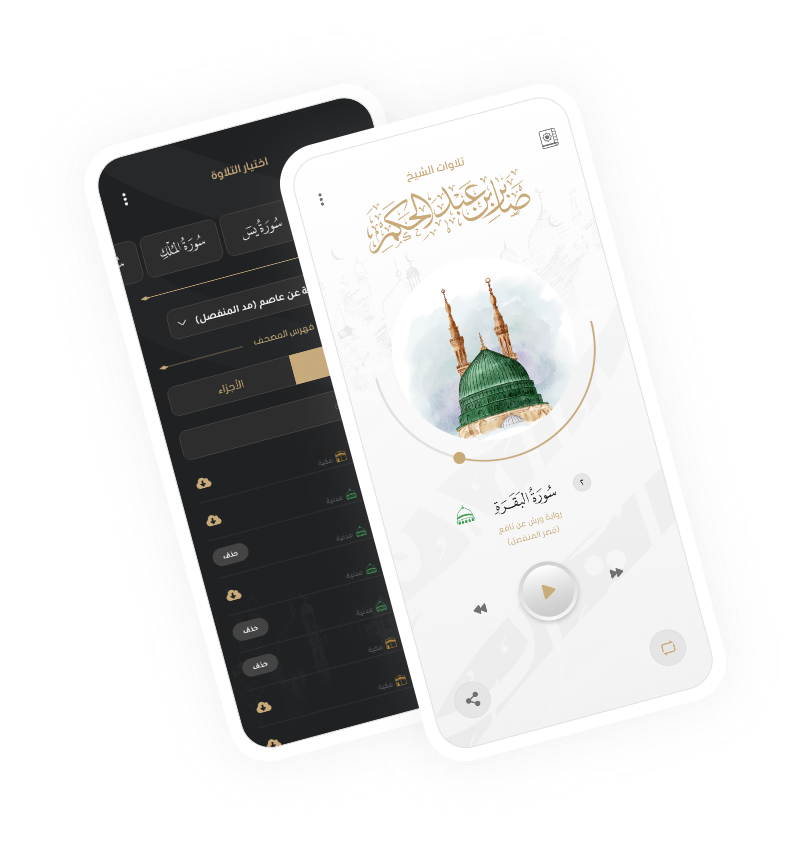 تلاوات الشيخ
صابر بن عبد الحكم
٢
سُورَةُ البَقَرَةِ
رواية ورش عن نافع
(قصر المنفصل)
اختيار التلاوة
سُورَةُ يسٓ
سُورَةُ المُلْكِ
عن عاصم (مد المنفصل)
فهرس المصحف
الأجزاء
مكية
مدنية
مدنية
حذف
مدنية
مدنية
حذف
مكية
حذف
مكية